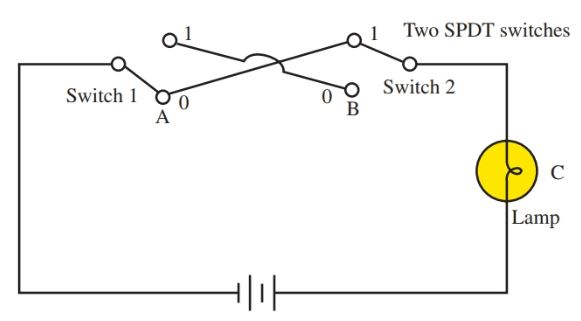 1
1
Two SPDT switches
Switch 1
0
A
0
B
Switch 2
C
Lamp